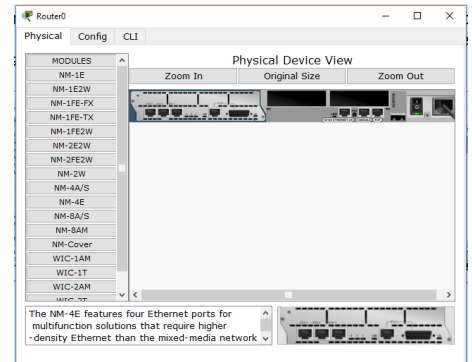 Router0
Physical Config CLI
MODULES
NM-1E
NM-1E2W
NM-1FE-FX
NM-1FE-TX
NM-1FE2W
NM-2E2W
NM-2FE2W
NM-2W
NM-4A/S
NM-4E
NM-8A/S
NM-8AM
NM-Cover
WIC-1AM
WIC-1T
WIC-2AM
WIC-2T
Physical Device View
Zoom In Original Size Zoom Out
The NM-4E features four Ethernet ports for
multifunction solutions that require higher
-density Ethernet than the mixed-media network